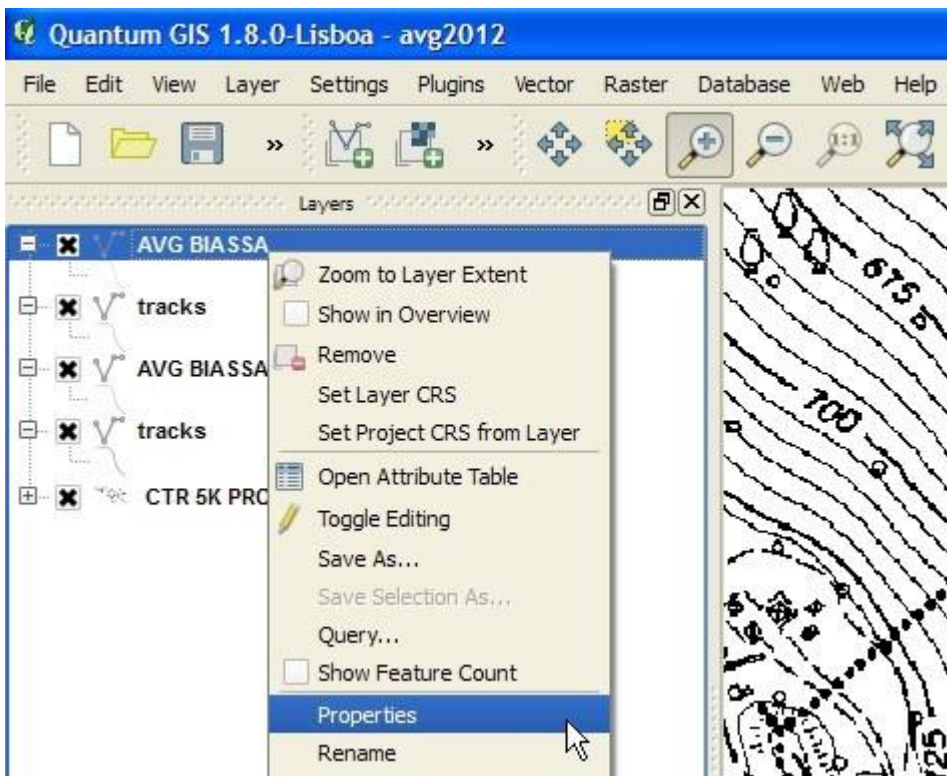 Quantum GIS 1.8.0-Lisboa - avg2012
File Edit View Layer Settings Plugins Vector Raster Database Web Help
» » 1:1
Layers
AVG BIASSA
tracks
AVG BIASSA
tracks
CTR 5K PRO
Zoom to Layer Extent
Show in Overview
Remove
Set Layer CRS
Set Project CRS from Layer
Open Attribute Table
Toggle Editing
Save As...
Save Selection As...
Query...
Show Feature Count
Properties
Rename
675
700
25